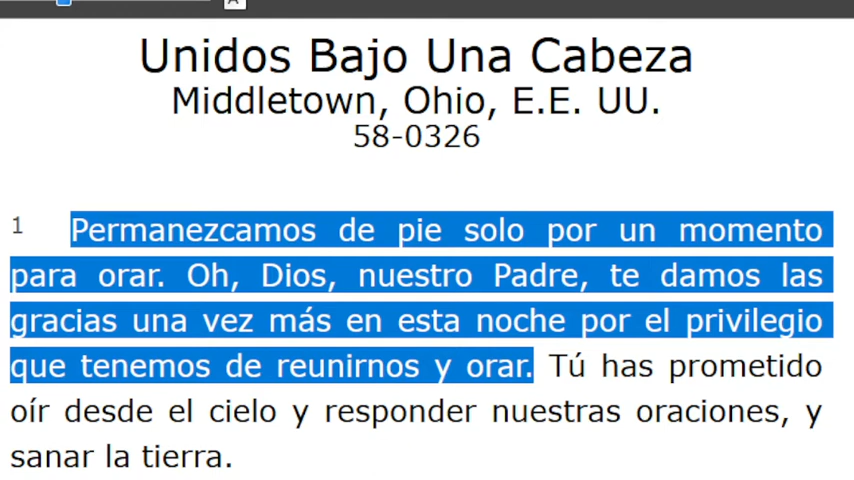 A
Unidos Bajo Una Cabeza
Middletown, Ohio, E.E. UU.
58-0326
1 Permanezcamos de pie solo por un momento
para orar. Oh, Dios, nuestro Padre, te damos las
gracias una vez más en esta noche por el privilegio
que tenemos de reunirnos y orar. Tú has prometido
oír desde el cielo y responder nuestras oraciones, y
sanar la tierra.